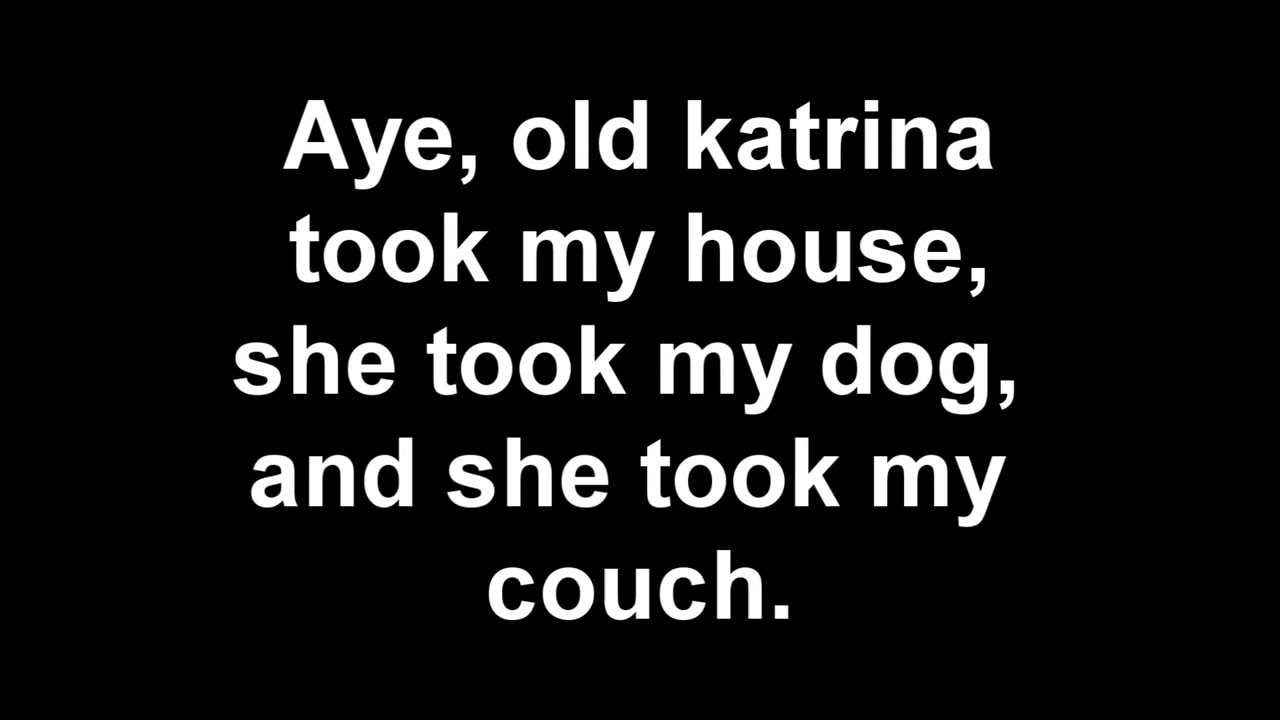 Aye, old katrina
took my house,
she took my dog,
and she took my
couch.